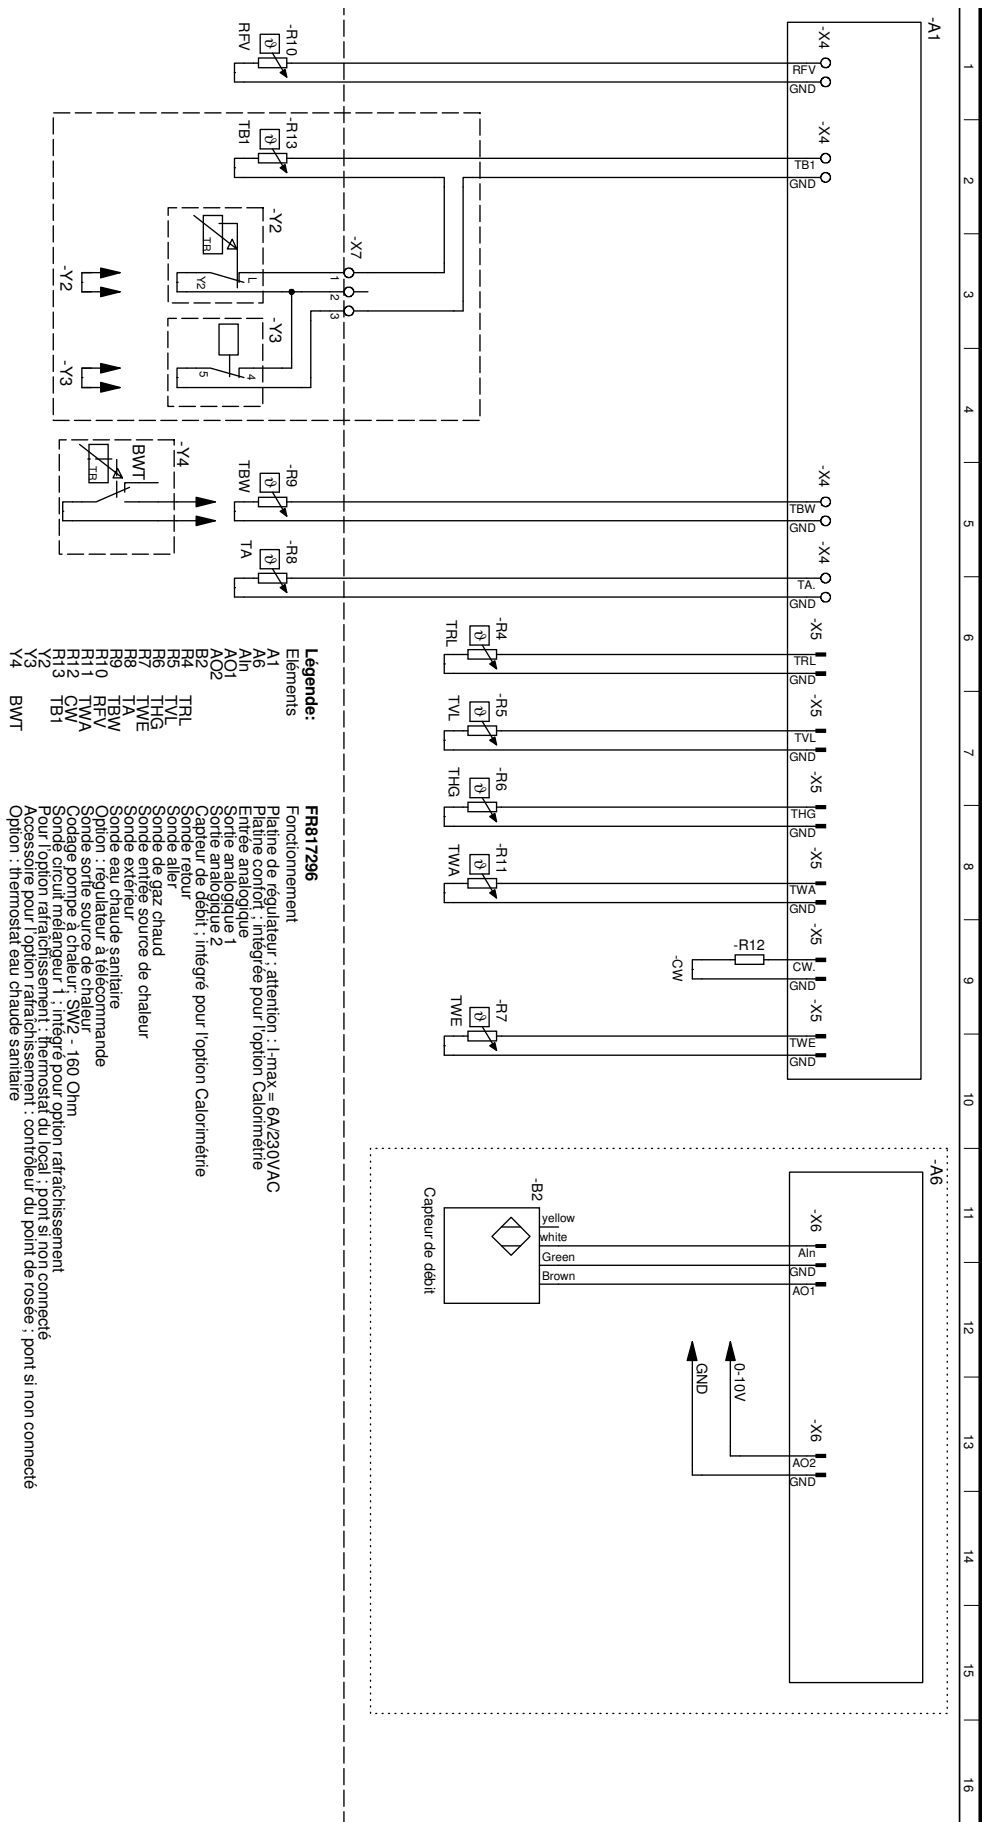 1
2
3
4
5
6
7
8
9
10
11
12
13
14
15
16
-A1
-X4
RFV
GND
-X4
TB1
GND
-X4
TBW
GND
-X4
TA.
GND
-X5
TRL
GND
-X5
TVL
GND
-X5
THG
GND
-X5
TWA
GND
-X5
CW.
GND
-X5
TWE
GND
-R10
ϑ
RFV
-R13
ϑ
TB1
-Y2
TR
L
Y2
-X7
1
2
3
-Y3
4
5
-Y2
-Y3
-Y4
BWT
TR
-R9
ϑ
TBW
-R8
ϑ
TA
-R4
ϑ
TRL
-R5
ϑ
TVL
-R6
ϑ
THG
-R11
ϑ
TWA
-R12
-CW
-R7
ϑ
TWE
-A6
-X6
AIn
GND
AO1
-X6
AO2
GND
-B2
yellow
white
Green
Brown
Capteur de débit
0-10V
GND
Légende: FR817296
Eléments Fonctionnement
A1 Platine de régulateur ; attention : I-max = 6A/230VAC
A6 Platine confort ; intégrée pour l'option Calorimétrie
AIn Entrée analogique
AO1 Sortie analogique 1
AO2 Sortie analogique 2
B2 Capteur de débit ; intégré pour l'option Calorimétrie
R4 TRL Sonde retour
R5 TVL Sonde aller
R6 THG Sonde de gaz chaud
R7 TWE Sonde entrée source de chaleur
R8 TA Sonde extérieur
R9 TBW Sonde eau chaude sanitaire
R10 RFV Option : régulateur à télécommande
R11 TWA Sonde sortie source de chaleur
R12 CW Codage pompe à chaleur; SW2 - 160 Ohm
R13 TB1 Sonde circuit mélangeur 1 ; intégré pour option rafraîchissement
Y2 Pour l'option rafraîchissement : thermostat du local ; pont si non connecté
Y3 Accessoire pour l'option rafraîchissement : contrôleur du point de rosée ; pont si non connecté
Y4 BWT Option : thermostat eau chaude sanitaire